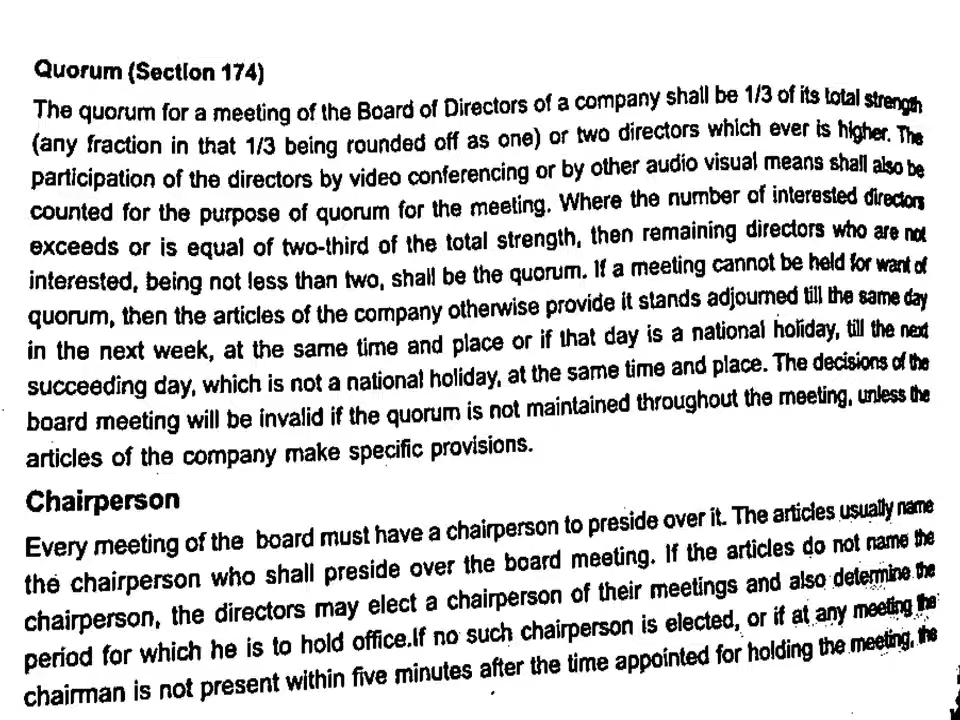 Quorum (Section 174)
The quorum for a meeting of the Board of Directors of a company shall be 1/3 of its total strength
(any fraction in that 1/3 being rounded off as one) or two directors which ever is higher. The
participation of the directors by video conferencing or by other audio visual means shall also be
counted for the purpose of quorum for the meeting. Where the number of interested directors
exceeds or is equal of two-third of the total strength, then remaining directors who are not
interested, being not less than two, shall be the quorum. If a meeting cannot be held for want of
quorum, then the articles of the company otherwise provide it stands adjourned till the same day
in the next week, at the same time and place or if that day is a national holiday, till the next
succeeding day, which is not a national holiday, at the same time and place. The decisions of the
board meeting will be invalid if the quorum is not maintained throughout the meeting, unless the
articles of the company make specific provisions.
Chairperson
Every meeting of the board must have a chairperson to preside over it. The articles usually name
the chairperson who shall preside over the board meeting. If the articles do not name the
chairperson, the directors may elect a chairperson of their meetings and also determine the
period for which he is to hold office.If no such chairperson is elected, or if at any meeting the
chairman is not present within five minutes after the time appointed for holding the meeting, the